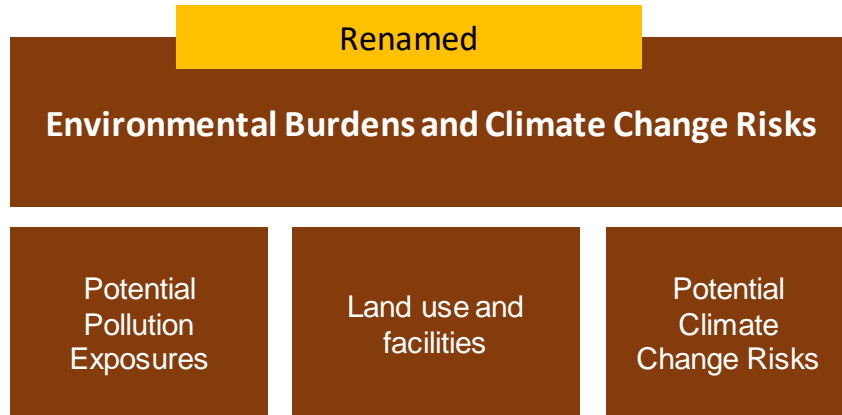 Renamed
Environmental Burdens and Climate Change Risks
Potential
Pollution
Exposures
Land use and
facilities
Potential
Climate
Change Risks